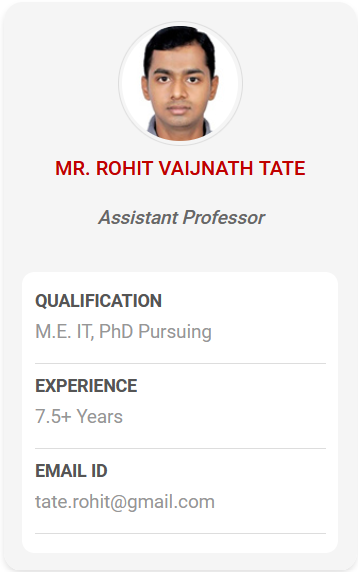 MR. ROHIT VAIJNATH TATE
Assistant Professor
QUALIFICATION
M.E. IT, PhD Pursuing
EXPERIENCE
7.5+ Years
EMAIL ID
tate.rohit@gmail.com